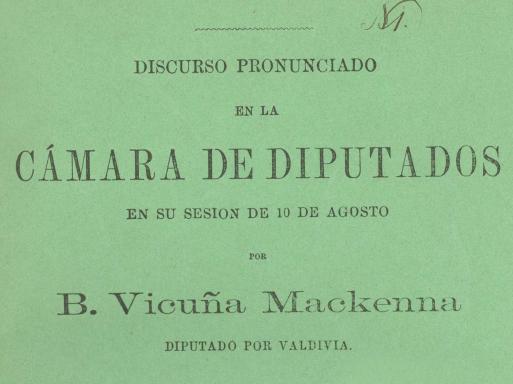 DISCURSO PRONUNCIADO
EN LA
CÁMARA DE DIPUTADOS
EN SU SESION DE 10 DE AGOSTO
POR
B. Vicuña Mackenna
DIPUTADO POR VALDIVIA.